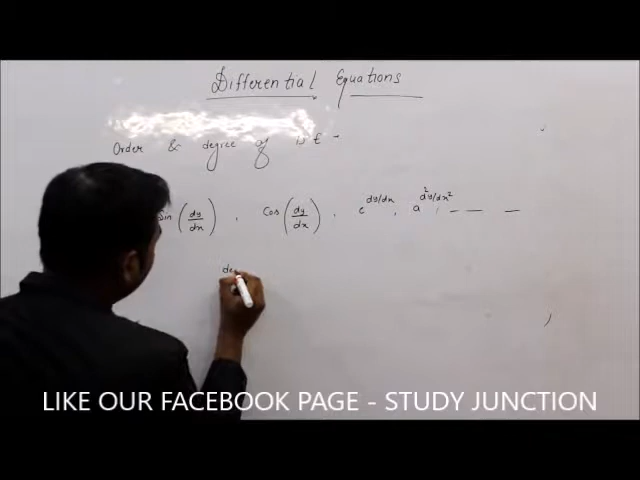 Differential Equations
Order & degree of D.E -
sin (dy/dx) , cos (dy/dx) , e^dy/dx , a^d²y/dx² , — — —
deg
LIKE OUR FACEBOOK PAGE - STUDY JUNCTION